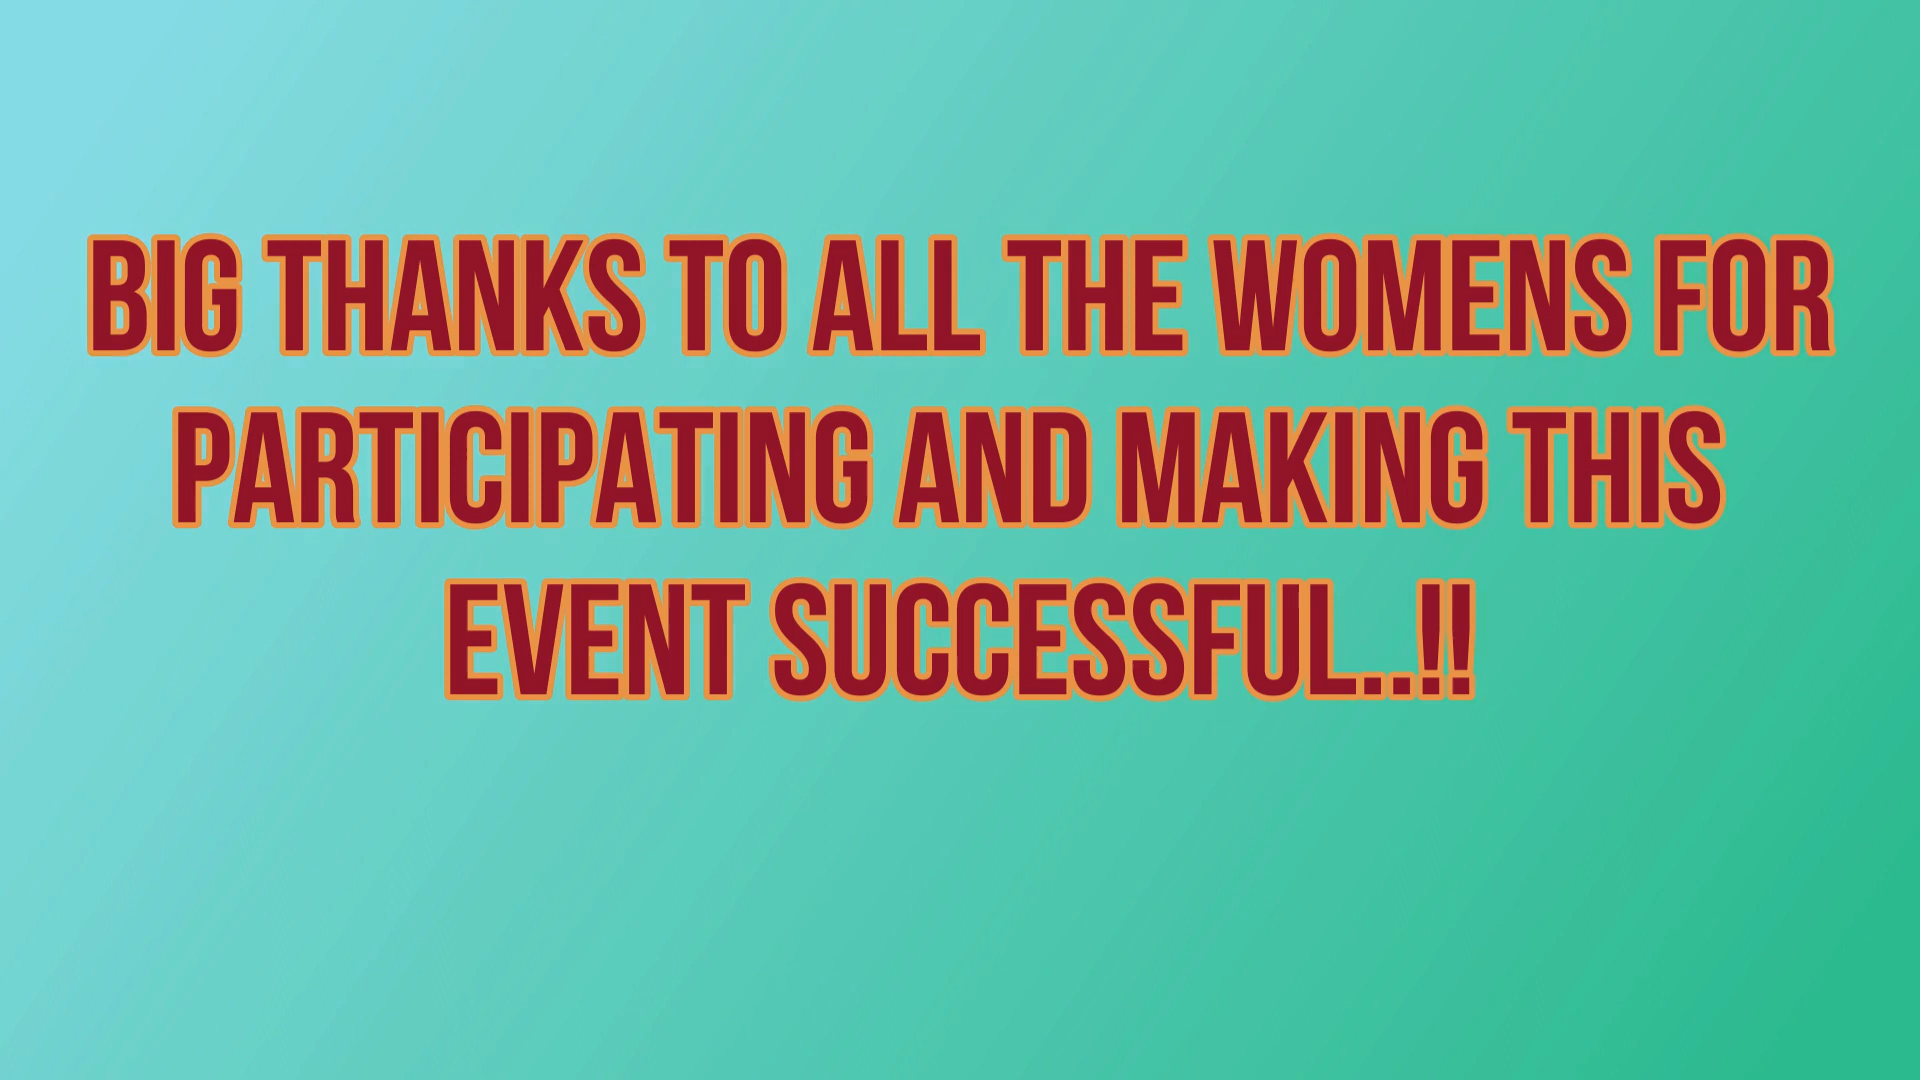 BIG THANKS TO ALL THE WOMENS FOR
PARTICIPATING AND MAKING THIS
EVENT SUCCESSFUL..!!